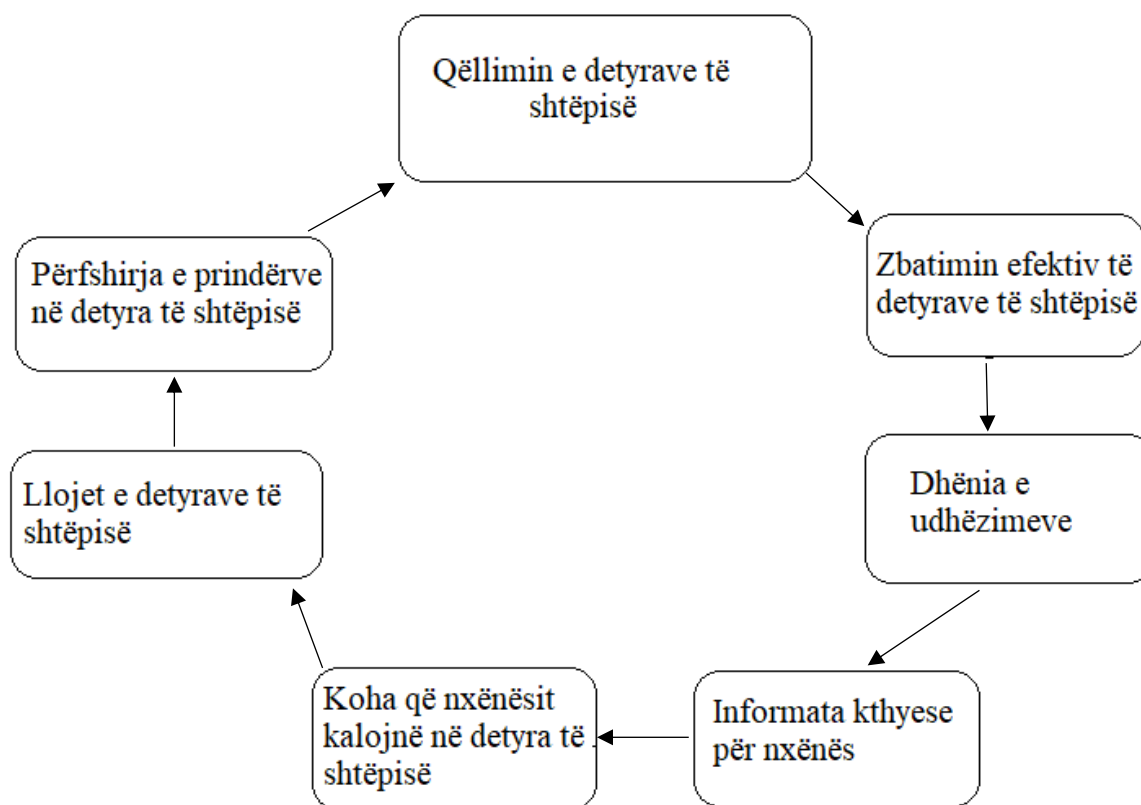 Qëllimin e detyrave të
shtëpisë
Zbatimin efektiv të
detyrave të shtëpisë
Dhënia e
udhëzimeve
Informata kthyese
për nxënës
Koha që nxënësit
kalojnë në detyra të
shtëpisë
Llojet e detyrave të
shtëpisë
Përfshirja e prindërve
në detyra të shtëpisë